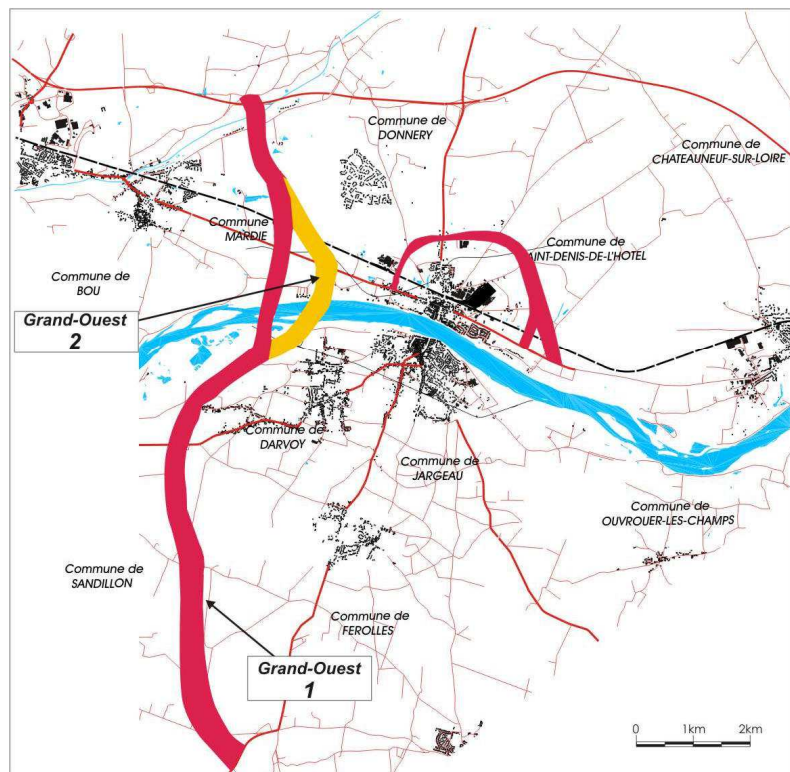 Commune de
DONNERY
Commune de
CHATEAUNEUF-SUR-LOIRE
Commune
MARDIE
Commune de
AINT-DENIS-DE-L'HOTEL
Commune de
BOU
Grand-Ouest
2
Commune de
DARVOY
Commune de
JARGEAU
Commune de
OUVROUER-LES-CHAMPS
Commune de
SANDILLON
Commune de
FEROLLES
Grand-Ouest
1
0 1km 2km